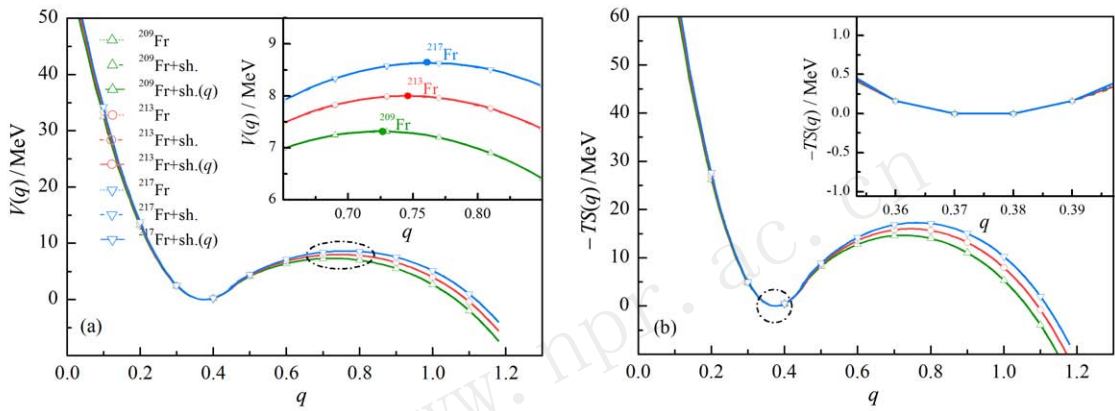 V(q) / MeV
50
40
30
20
10
0
²⁰⁹Fr
²⁰⁹Fr+sh.
²⁰⁹Fr+sh.(q)
²¹³Fr
²¹³Fr+sh.
²¹³Fr+sh.(q)
²¹⁷Fr
²¹⁷Fr+sh.
²¹⁷Fr+sh.(q)
V(q) / MeV
9
8
7
6
²¹⁷Fr
²¹³Fr
²⁰⁹Fr
0.70 0.75 0.80
q
(a)
0.0 0.2 0.4 0.6 0.8 1.0 1.2
q
−TS(q) / MeV
60
50
40
30
20
10
0
−TS(q) / MeV
1.0
0.5
0.0
-0.5
-1.0
0.36 0.37 0.38 0.39
q
(b)
0.0 0.2 0.4 0.6 0.8 1.0 1.2
q
www.npr.ac.cn